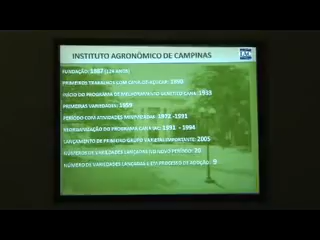 INSTITUTO AGRONÔMICO DE CAMPINAS
IAC
FUNDAÇÃO: 1887 (124 ANOS)
PRIMEIROS TRABALHOS COM CANA-DE-AÇÚCAR:
INÍCIO DO PROGRAMA DE MELHORAMENTO GENÉTICO CANA: 1933
PRIMEIRAS VARIEDADES: 1959
PERÍODO COM ATIVIDADES MINIMIZADAS: 1972 -1991
REORGANIZAÇÃO DO PROGRAMA CANA IAC: 1991 - 1994
LANÇAMENTO DE PRIMEIRO GRUPO VARIETAL IMPORTANTE: 2005
NÚMERO DE VARIEDADES LANÇADAS NO NOVO PERÍODO: 20
NÚMERO DE VARIEDADES LANÇADAS E EM PROCESSO DE ADOÇÃO: 9